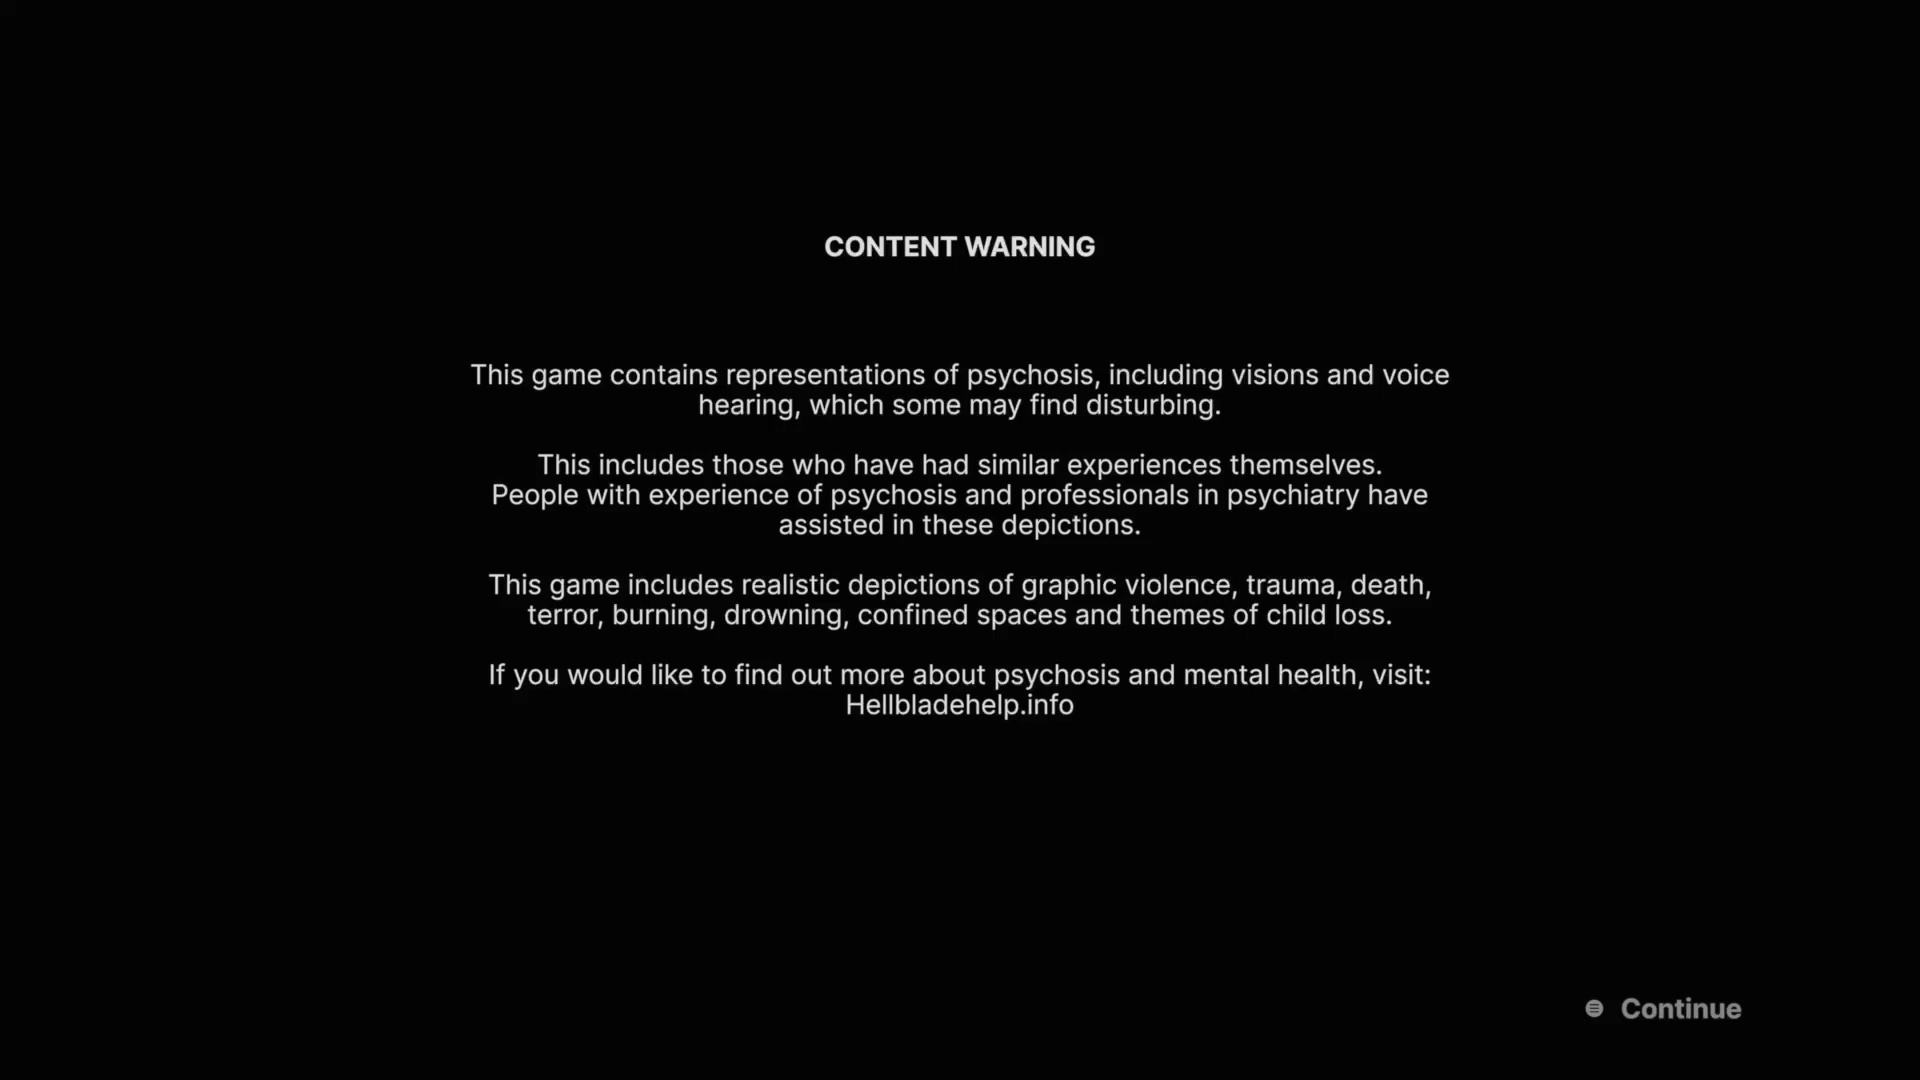 CONTENT WARNING
This game contains representations of psychosis, including visions and voice
hearing, which some may find disturbing.
This includes those who have had similar experiences themselves.
People with experience of psychosis and professionals in psychiatry have
assisted in these depictions.
This game includes realistic depictions of graphic violence, trauma, death,
terror, burning, drowning, confined spaces and themes of child loss.
If you would like to find out more about psychosis and mental health, visit:
Hellbladehelp.info
Continue